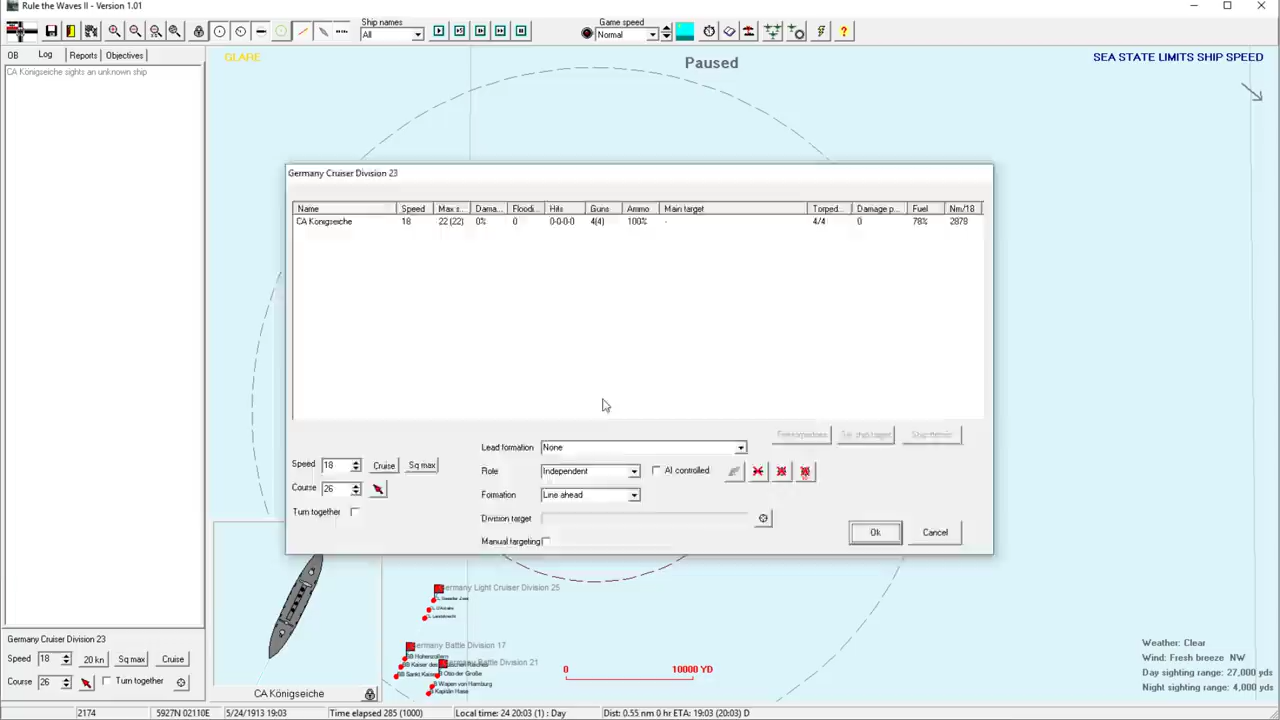 Rule the Waves II - Version 1.01
Ship names
All
Game speed
Normal
OB Log Reports Objectives
CA Königseiche sights an unknown ship
GLARE
Paused
SEA STATE LIMITS SHIP SPEED
Germany Cruiser Division 23
Name Speed Max s... Dama... Floodi... Hits Guns Ammo Main target Torped... Damage p... Fuel Nm/18
CA Königseiche 18 22 (22) 0% 0 0-0-0-0 4(4) 100% - 4/4 0 78% 2878
Lead formation None
Speed 18 Cruise Sq max
Role Independent AI controlled
Course 26
Formation Line ahead
Turn together
Division target
Manual targeting
Ok Cancel
Germany Light Cruiser Division 25
Germany Battle Division 17
Germany Battle Division 21
BB Hohenzollern
B Otto der Große
B Wapen von Hamburg
B Kapitän Hase
0 10000 YD
Weather: Clear
Wind: Fresh breeze NW
Day sighting range: 27,000 yds
Night sighting range: 4,000 yds
Germany Cruiser Division 23
Speed 18 20 kn Sq max Cruise
Course 26 Turn together
CA Königseiche
2174 5927N 02110E 5/24/1913 19:03 Time elapsed 285 (1000) Local time: 24 20:03 (1) : Day Dist: 0.55 nm 0 hr ETA: 19:03 (20:03) D